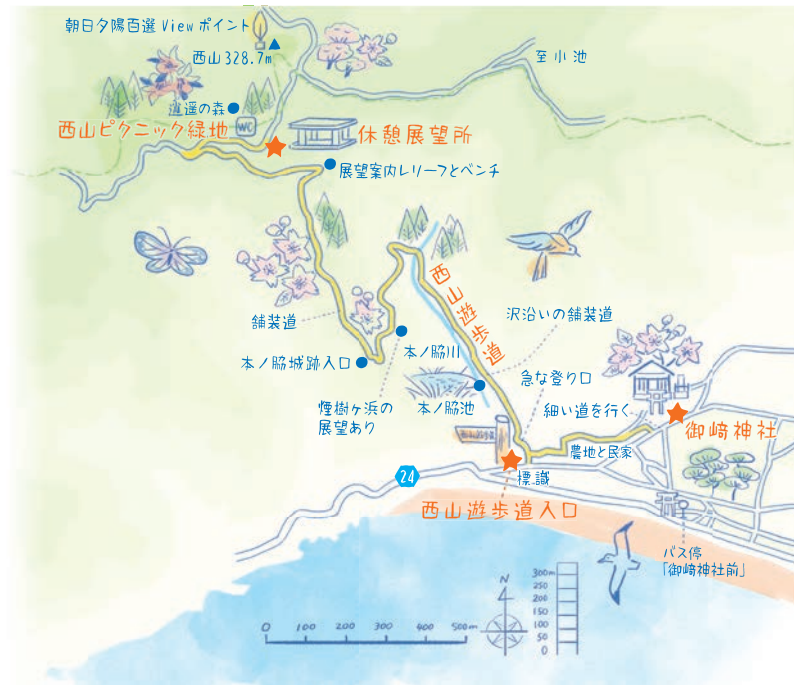 朝日夕陽百選Viewポイント
西山328.7m
至小池
逍遥の森
西山ピクニック緑地
WC
休憩展望所
展望案内レリーフとベンチ
西山遊歩道
舗装道
沢沿いの舗装道
本ノ脇城跡入口
本ノ脇川
急な登り口
煙樹ヶ浜の
展望あり
本ノ脇池
細い道を行く
御﨑神社
農地と民家
24
標識
西山遊歩道入口
バス停
「御﨑神社前」
N
300m
250
200
150
100
50
0
0 100 200 300 400 500m